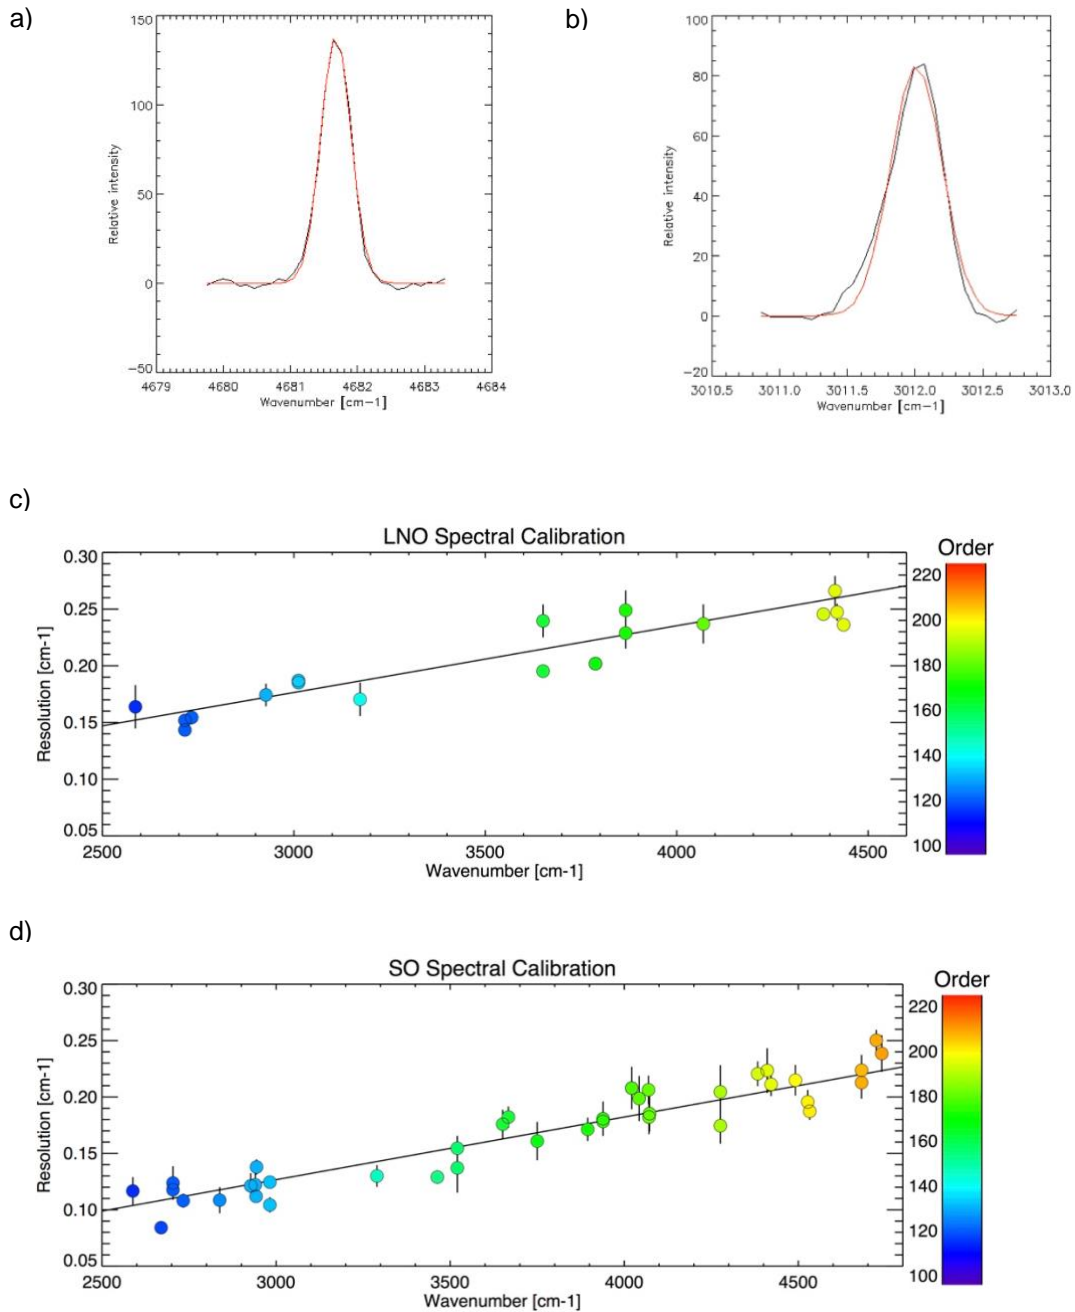 a)
150
100
50
0
−50
Relative intensity
4679 4680 4681 4682 4683 4684
Wavenumber [cm−1]
b)
100
80
60
40
20
0
−20
Relative intensity
3010.5 3011.0 3011.5 3012.0 3012.5 3013.0
Wavenumber [cm−1]
c)
LNO Spectral Calibration
Order
0.30
0.25
0.20
0.15
0.10
0.05
Resolution [cm-1]
2500 3000 3500 4000 4500
Wavenumber [cm-1]
220
200
180
160
140
120
100
d)
SO Spectral Calibration
Order
0.30
0.25
0.20
0.15
0.10
0.05
Resolution [cm-1]
2500 3000 3500 4000 4500
Wavenumber [cm-1]
220
200
180
160
140
120
100